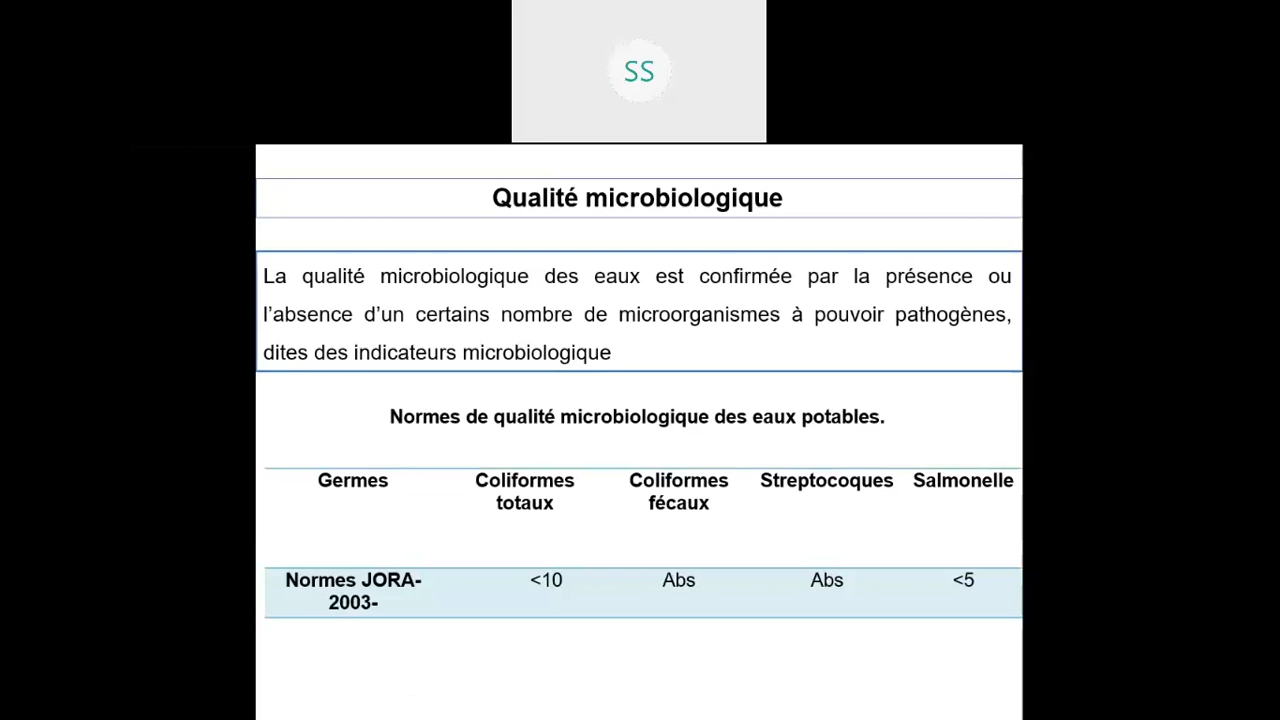 SS
Qualité microbiologique
La qualité microbiologique des eaux est confirmée par la présence ou
l’absence d’un certains nombre de microorganismes à pouvoir pathogènes,
dites des indicateurs microbiologique
Normes de qualité microbiologique des eaux potables.
Germes Coliformes totaux Coliformes fécaux Streptocoques Salmonelle
Normes JORA-2003- <10 Abs Abs <5